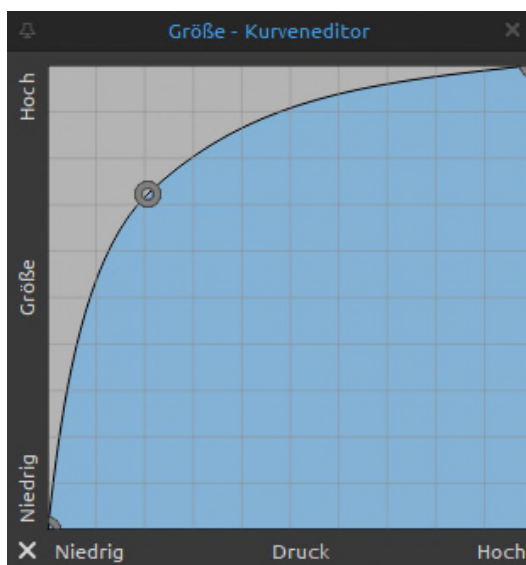 Größe - Kurveneditor
Hoch
Größe
Niedrig
Niedrig Druck Hoch